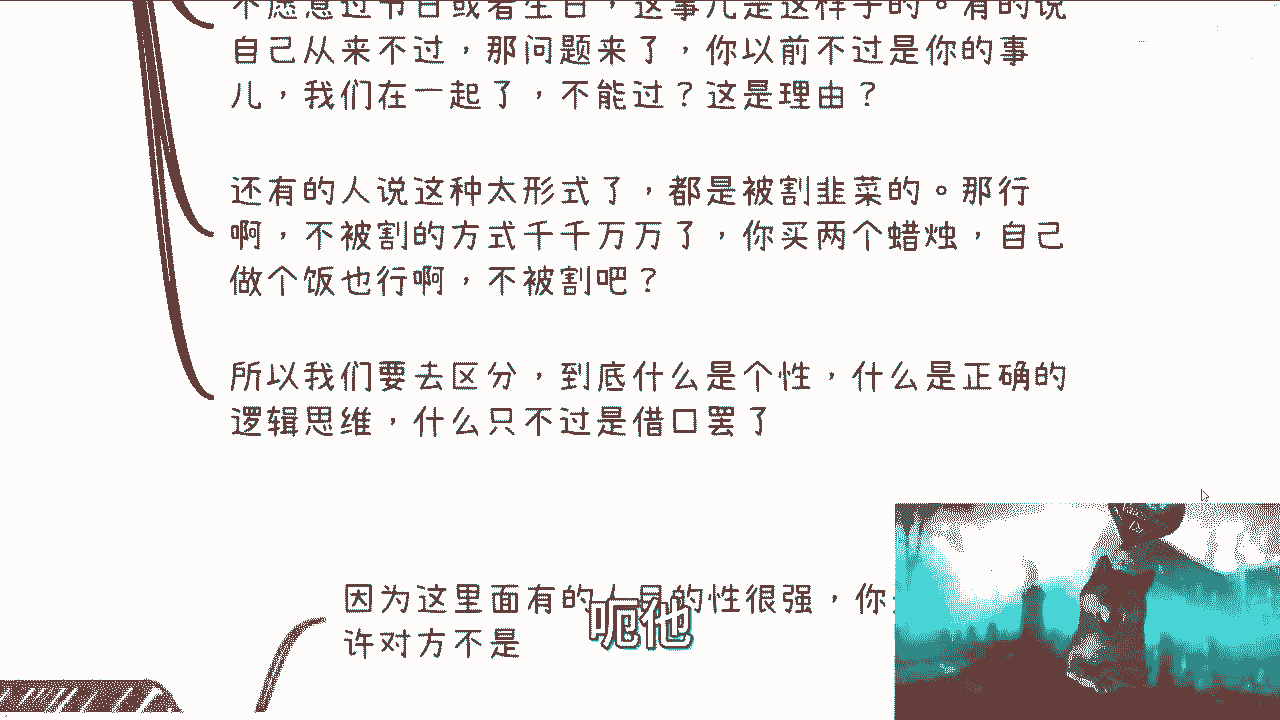 不愿意过节日或者生日，这事儿是这样子的。有的说
自己从来不过，那问题来了，你以前不过是你的事
儿，我们在一起了，不能过？这是理由？
还有的人说这种太形式了，都是被割韭菜的。那行
啊，不被割的方式千千万万了，你买两个蜡烛，自己
做个饭也行啊，不被割吧？
所以我们要去区分，到底什么是个性，什么是正确的
逻辑思维，什么只不过是借口罢了
因为这里面有的人目的性很强，你
许对方不是
呃他